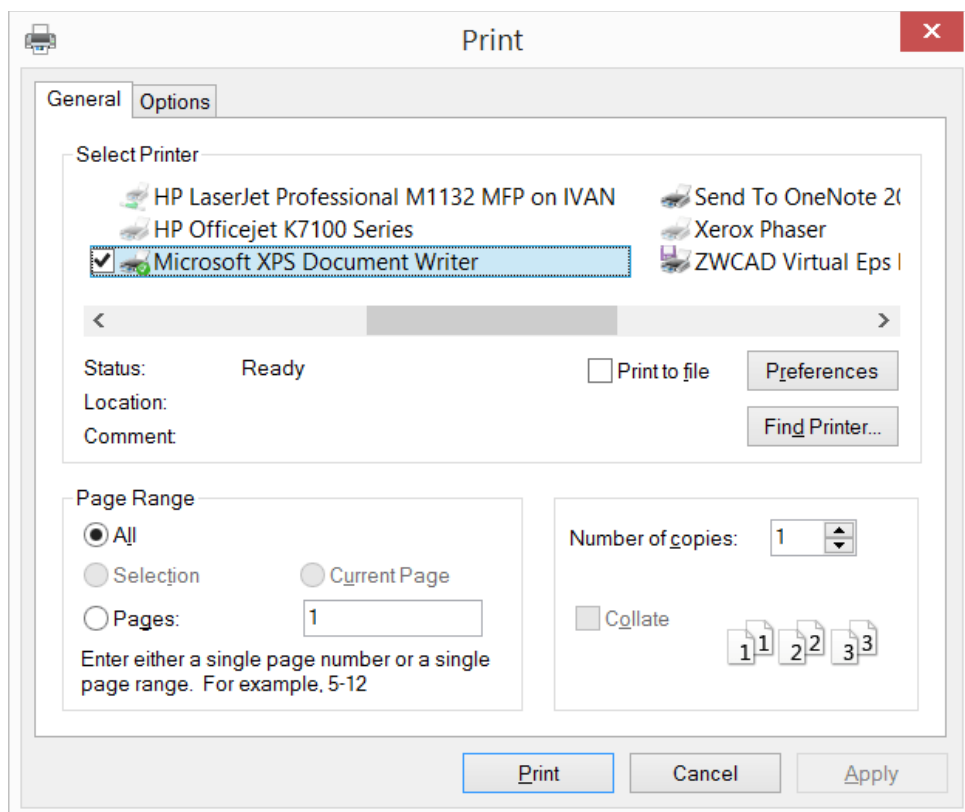 Print
General Options
Select Printer
HP LaserJet Professional M1132 MFP on IVAN Send To OneNote 20
HP Officejet K7100 Series Xerox Phaser
Microsoft XPS Document Writer ZWCAD Virtual Eps
Status: Ready Print to file Preferences
Location:
Comment: Find Printer...
Page Range
All Number of copies: 1
Selection Current Page
Pages: 1 Collate 1 1 2 2 3 3
Enter either a single page number or a single
page range. For example, 5-12
Print Cancel Apply